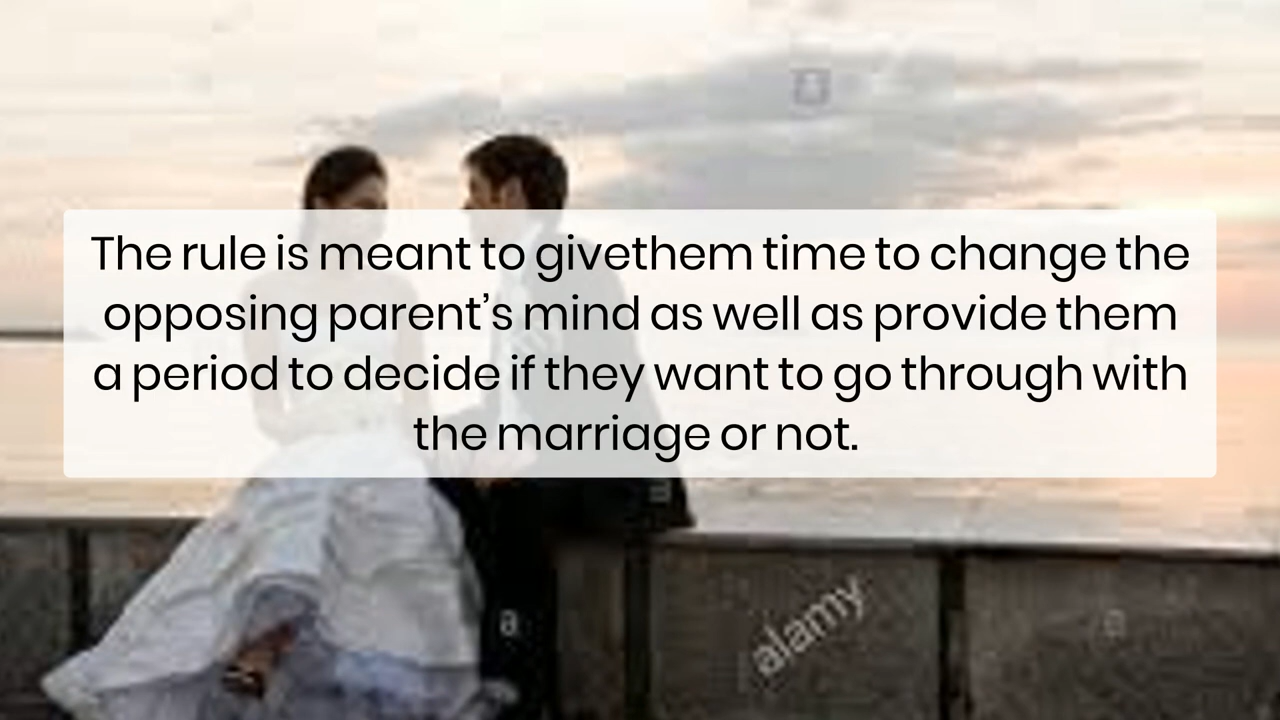 The rule is meant to givethem time to change the
opposing parent’s mind as well as provide them
a period to decide if they want to go through with
the marriage or not.
a
alamy
a